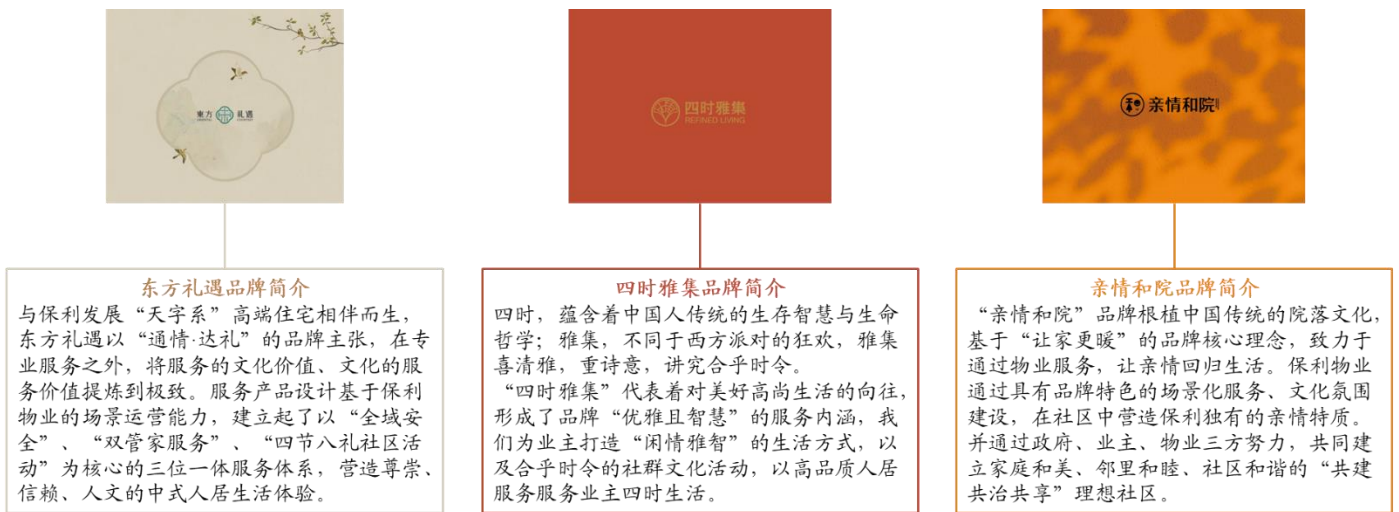 東方 礼遇
四时雅集
REFINED LIVING
亲情和院
东方礼遇品牌简介
与保利发展“天字系”高端住宅相伴而生，
东方礼遇以“通情·达礼”的品牌主张，在专
业服务之外，将服务的文化价值、文化的服
务价值提炼到极致。服务产品设计基于保利
物业的场景运营能力，建立起了以“全域安
全”、“双管家服务”、“四节八礼社区活
动”为核心的三位一体服务体系，营造尊崇、
信赖、人文的中式人居生活体验。
四时雅集品牌简介
四时，蕴含着中国人传统的生存智慧与生命
哲学；雅集，不同于西方派对的狂欢，雅集
喜清雅，重诗意，讲究合乎时令。
“四时雅集”代表着对美好高尚生活的向往，
形成了品牌“优雅且智慧”的服务内涵，我
们为业主打造“闲情雅智”的生活方式，以
及合乎时令的社群文化活动，以高品质人居
服务服务业主四时生活。
亲情和院品牌简介
“亲情和院”品牌根植中国传统的院落文化，
基于“让家更暖”的品牌核心理念，致力于
通过物业服务，让亲情回归生活。保利物业
通过具有品牌特色的场景化服务、文化氛围
建设，在社区中营造保利独有的亲情特质。
并通过政府、业主、物业三方努力，共同建
立家庭和美、邻里和睦、社区和谐的“共建
共治共享”理想社区。